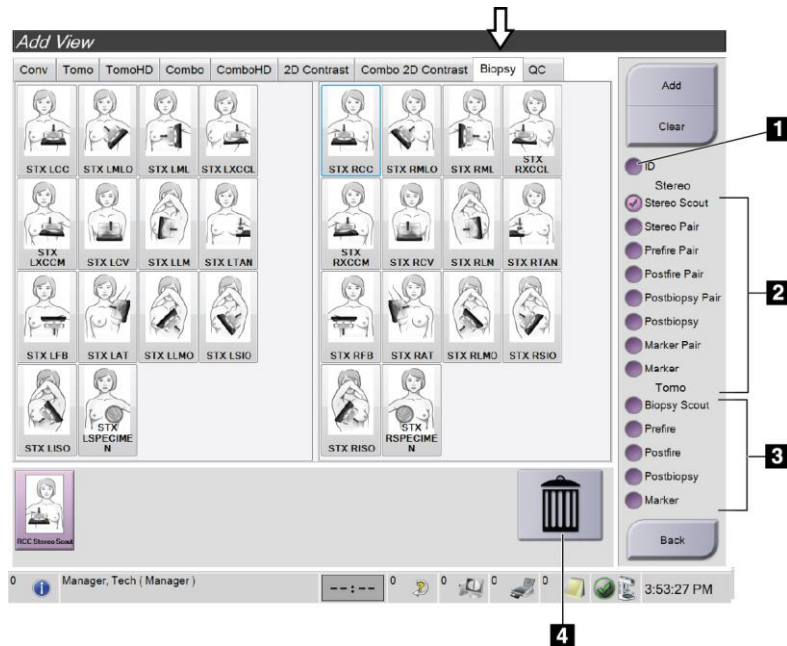 Add View
Conv Tomo TomoHD Combo ComboHD 2D Contrast Combo 2D Contrast Biopsy QC
STX LCC STX LMLO STX LML STX LXCCL
STX RCC STX RMLO STX RML STX RXCCL
STX LXCCM STX LCV STX LLM STX LTAN
STX RXCCM STX RCV STX RLN STX RTAN
STX LFB STX LAT STX LLMO STX LSIO
STX RFB STX RAT STX RLMO STX RSIO
STX LISO STX LSPECIMEN
STX RISO STX RSPECIMEN
RCC Stereo Scout
Add
Clear
1
ID
Stereo
Stereo Scout
Stereo Pair
Prefire Pair
Postfire Pair
Postbiopsy Pair
Postbiopsy
Marker Pair
Marker
2
Tomo
Biopsy Scout
Prefire
Postfire
Postbiopsy
Marker
3
Back
0 Manager, Tech ( Manager ) --:-- 0 0 0 3:53:27 PM
4